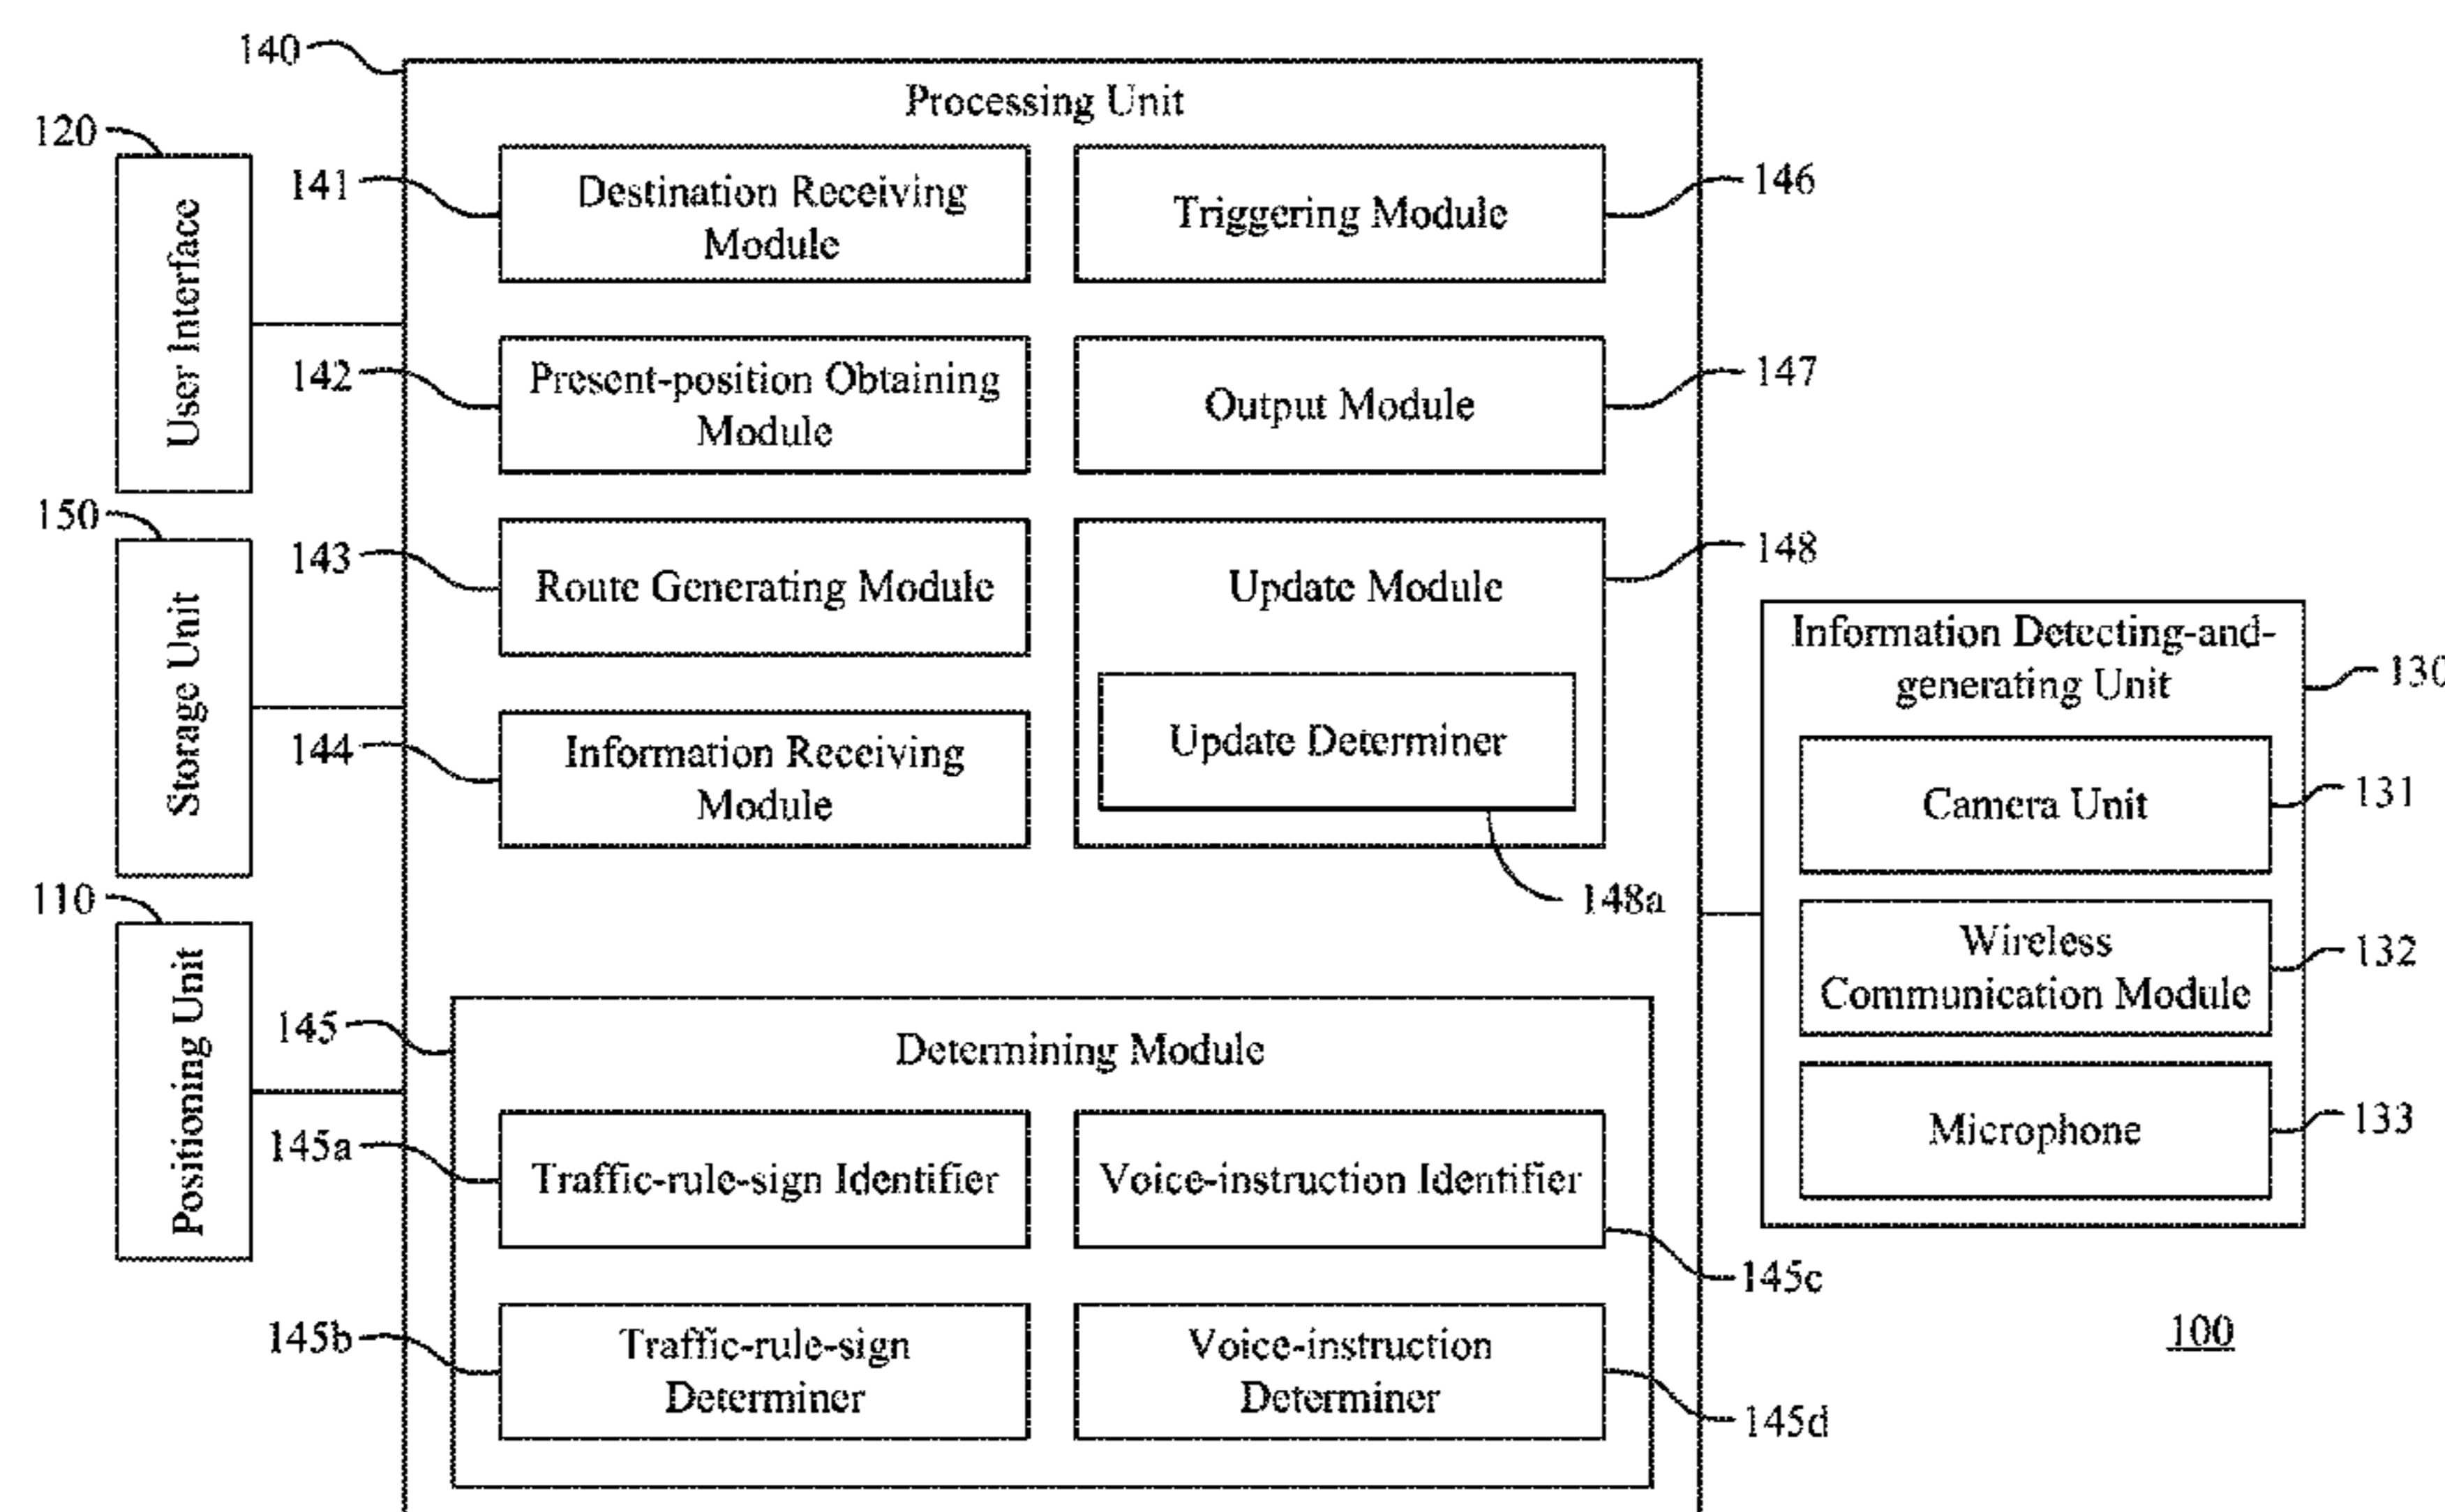 140
Processing Unit
120
User Interface
141
Destination Receiving
Module
Triggering Module
146
142
Present-position Obtaining
Module
Output Module
147
150
Storage Unit
143
Route Generating Module
Update Module
148
144
Information Receiving
Module
Update Determiner
148a
Information Detecting-and-
generating Unit
130
Camera Unit
131
Wireless
Communication Module
132
Microphone
133
110
Positioning Unit
145
Determining Module
145a
Traffic-rule-sign Identifier
Voice-instruction Identifier
145c
145b
Traffic-rule-sign
Determiner
Voice-instruction
Determiner
145d
100